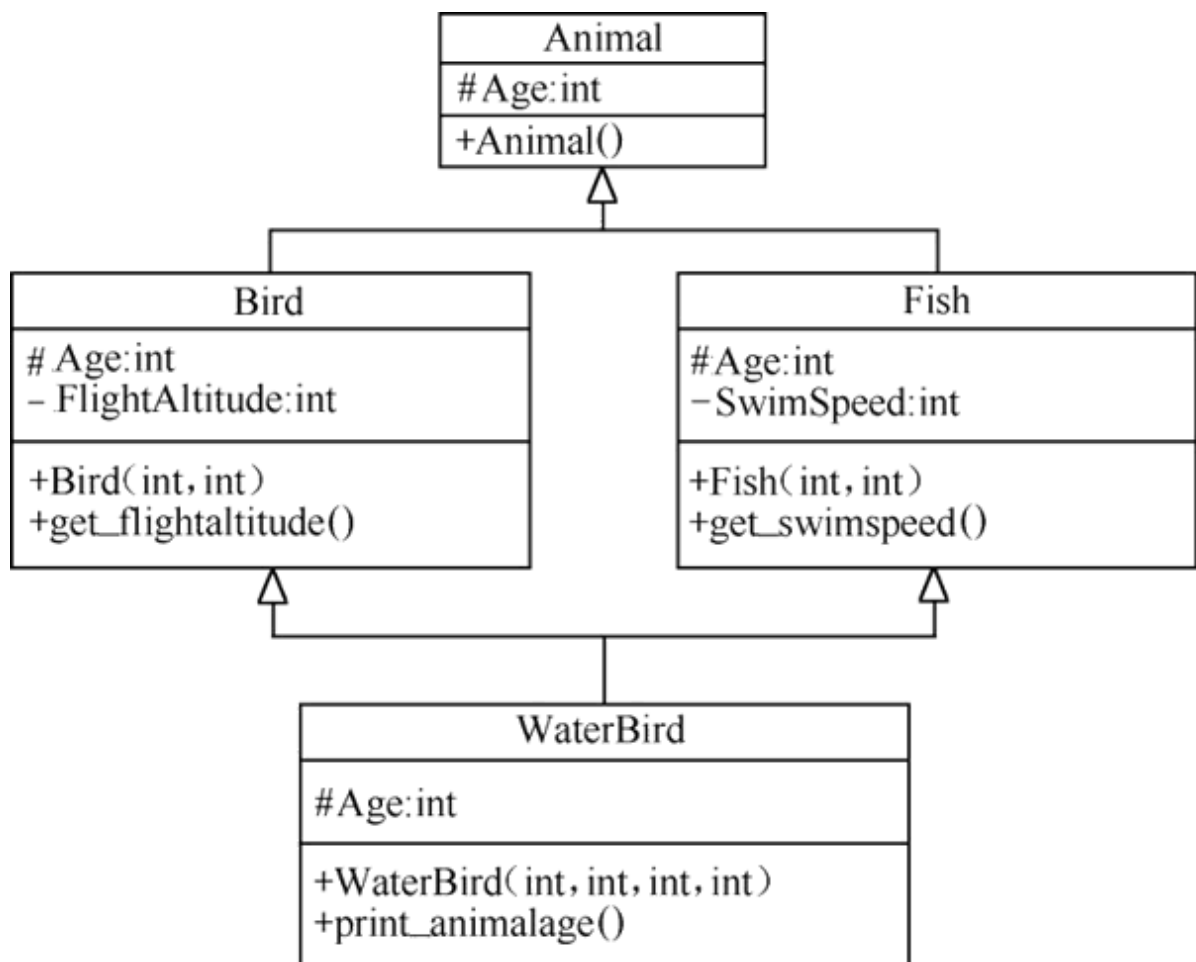 Animal
#Age:int
+Animal()
Bird
# Age:int
- FlightAltitude:int
+Bird(int,int)
+get_flightaltitude()
Fish
#Age:int
-SwimSpeed:int
+Fish(int,int)
+get_swimspeed()
WaterBird
#Age:int
+WaterBird(int,int,int,int)
+print_animalage()